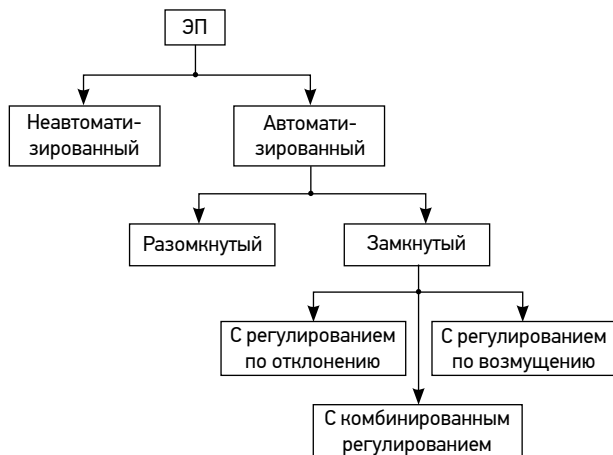 ЭП
Неавтомати-
зированный
Автомати-
зированный
Разомкнутый
Замкнутый
С регулированием
по отклонению
С регулированием
по возмущению
С комбинированным
регулированием